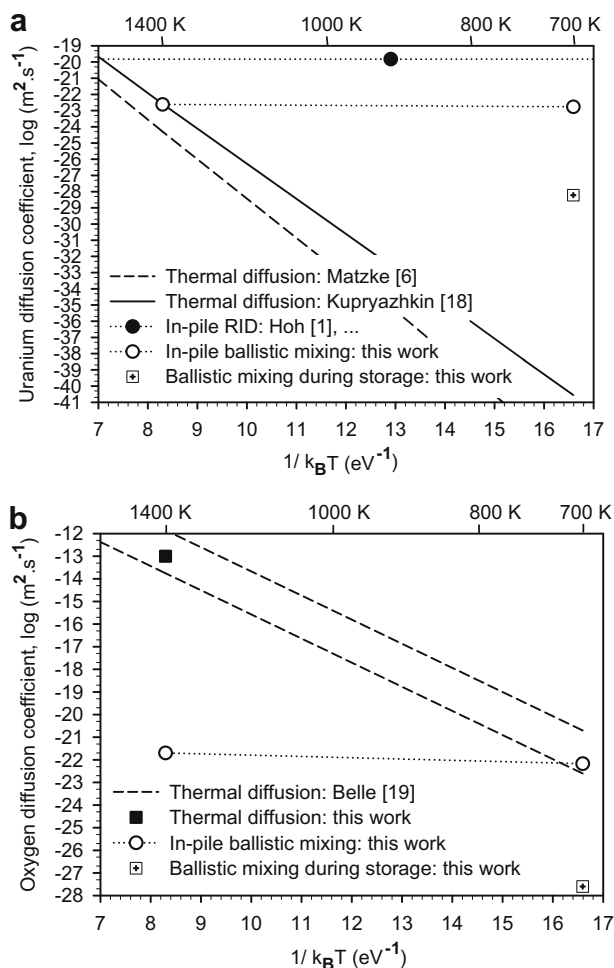 a
1400 K 1000 K 800 K 700 K
-19
-20
-21
-22
-23
-24
-25
-26
-27
-28
-29
-30
-31
-32
-33
-34
-35
-36
-37
-38
-39
-40
-41
Uranium diffusion coefficient, log (m².s⁻¹)
Thermal diffusion: Matzke [6]
Thermal diffusion: Kupryazhkin [18]
In-pile RID: Hoh [1], ...
In-pile ballistic mixing: this work
Ballistic mixing during storage: this work
7 8 9 10 11 12 13 14 15 16 17
1/ k_BT (eV⁻¹)
b
1400 K 1000 K 800 K 700 K
-12
-13
-14
-15
-16
-17
-18
-19
-20
-21
-22
-23
-24
-25
-26
-27
-28
Oxygen diffusion coefficient, log (m².s⁻¹)
Thermal diffusion: Belle [19]
Thermal diffusion: this work
In-pile ballistic mixing: this work
Ballistic mixing during storage: this work
7 8 9 10 11 12 13 14 15 16 17
1/ k_BT (eV⁻¹)